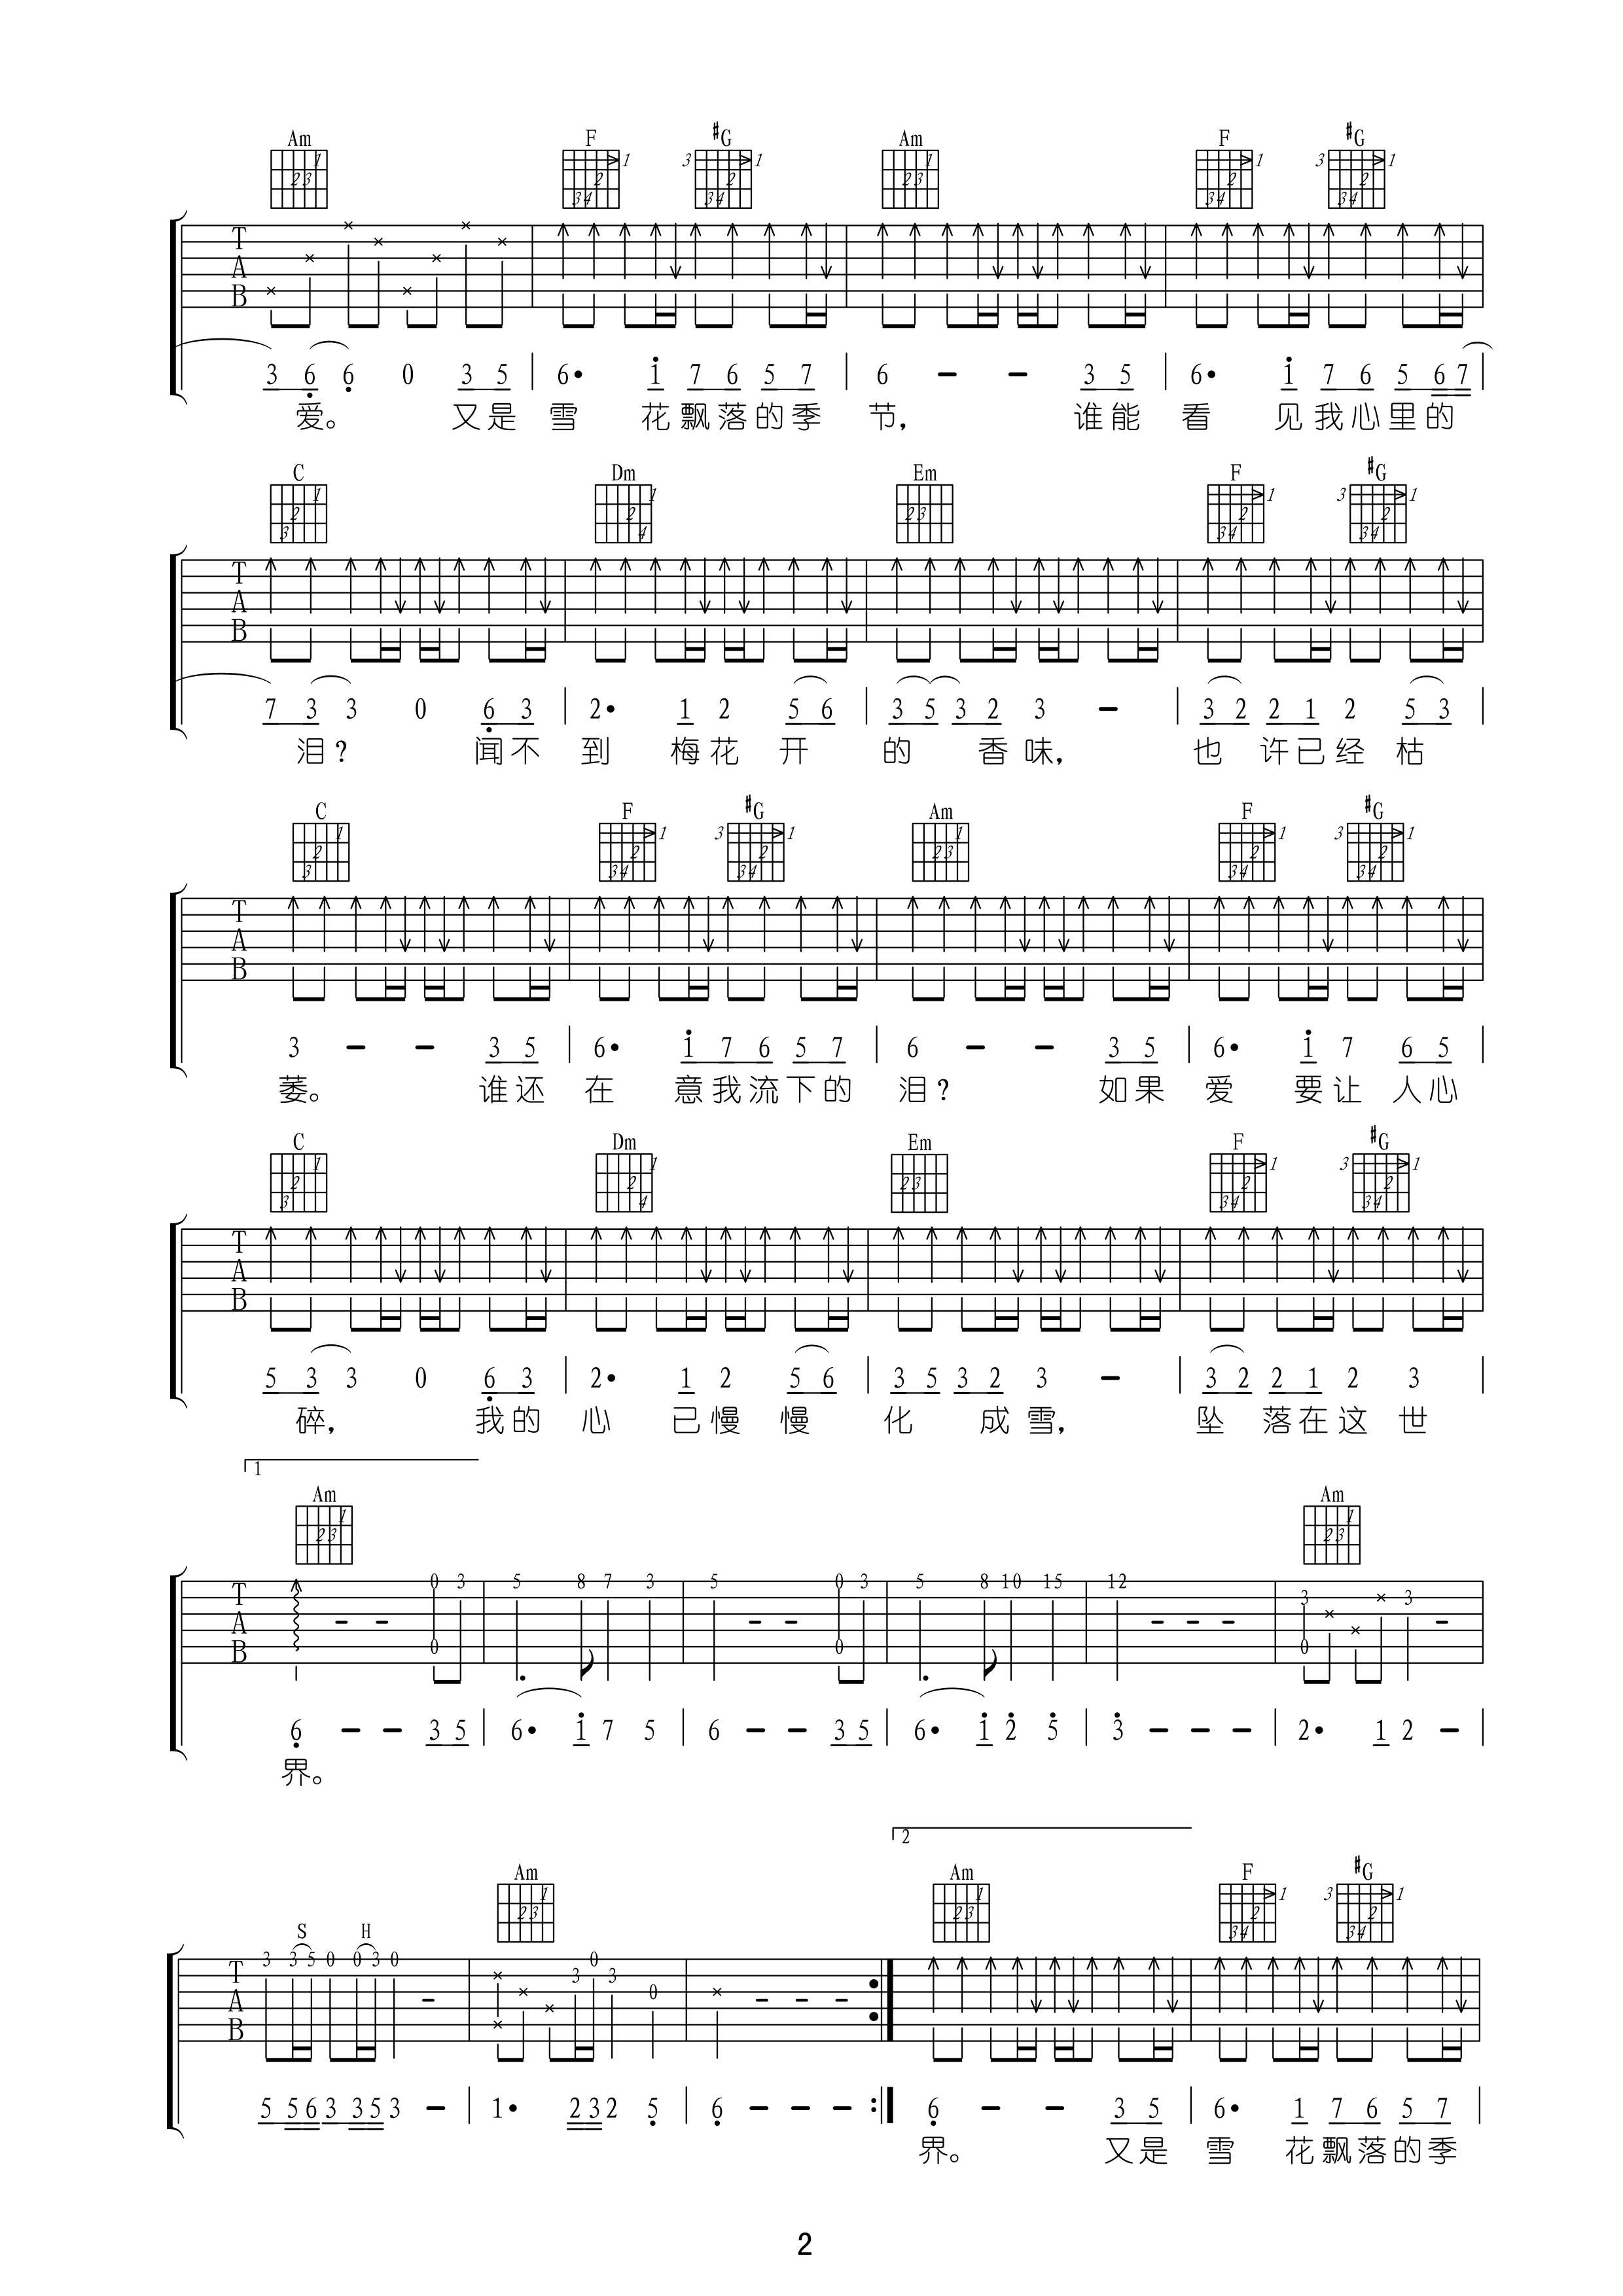 Am F #G Am F #G
T A B
3 6 6 0 3 5 6• 1 7 6 5 7 6 – – 3 5 6• 1 7 6 5 6 7
爱。 又是 雪 花飘落的季 节， 谁能 看 见我心里的
C Dm Em F #G
T A B
7 3 3 0 6 3 2• 1 2 5 6 3 5 3 2 3 – 3 2 2 1 2 5 3
泪？ 闻不 到 梅花 开 的 香味， 也 许已经 枯
C F #G Am F #G
T A B
3 – – 3 5 6• 1 7 6 5 7 6 – – 3 5 6• 1 7 6 5
萎。 谁还 在 意我流下的 泪？ 如果 爱 要让 人心
C Dm Em F #G
T A B
5 3 3 0 6 3 2• 1 2 5 6 3 5 3 2 3 – 3 2 2 1 2 3
碎， 我的 心 已慢 慢 化 成雪， 坠 落在这 世
1
Am Am
T A B – – 0 0 3 5 8 7 3 5 – – 0 0 3 5 8 10 15 12 – – – 3 0 3 –
6 – – 3 5 6• 1 7 5 6 – – 3 5 6• 1 2 5 3 – – – 2• 1 2 –
界。
2
Am Am F #G
S H
T A B 3 3 5 0 0 3 0 – 3 0 3 0 – – –
5 5 6 3 3 5 3 – 1• 2 3 2 5 6 – – – 6 – – 3 5 6• 1 7 6 5 7
界。 又是 雪 花飘落的季
2